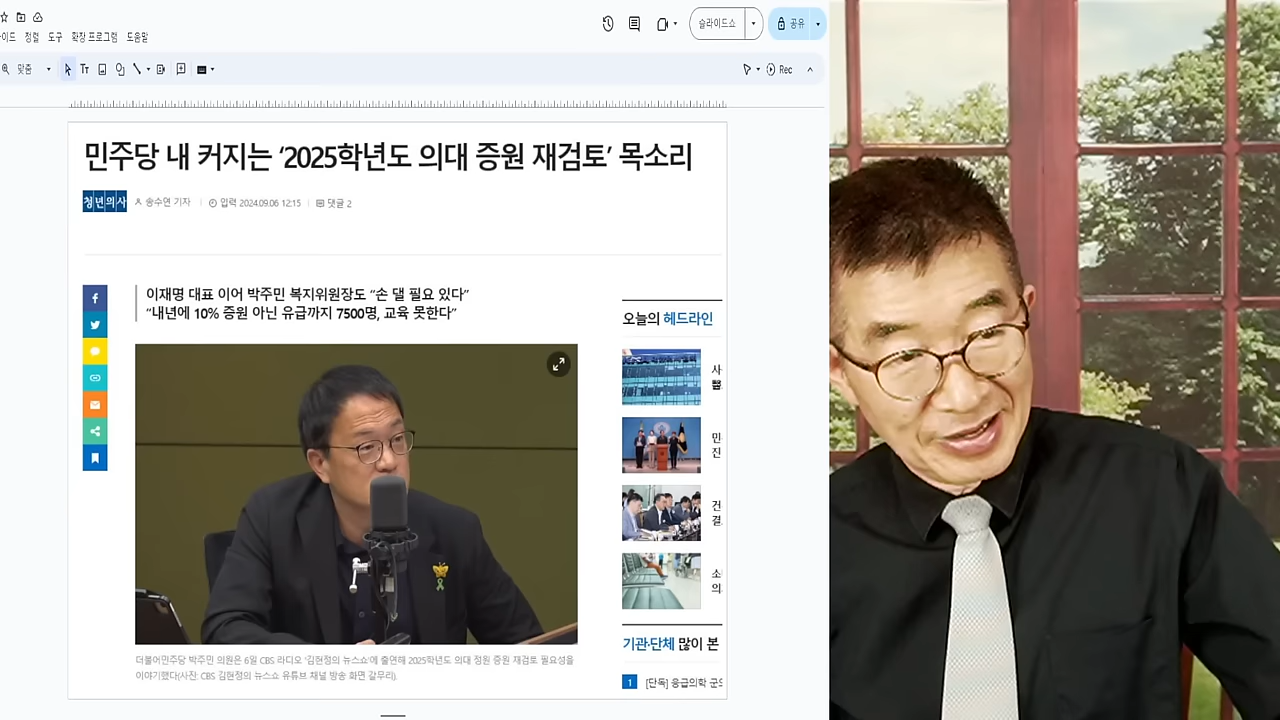 이드 정렬 도구 확장 프로그램 도움말
슬라이드쇼
공유
맞춤
Tт
Rec
민주당 내 커지는 ‘2025학년도 의대 증원 재검토’ 목소리
청년의사 송수연 기자 입력 2024.09.06 12:15 댓글 2
이재명 대표 이어 박주민 복지위원장도 “손 댈 필요 있다”
“내년에 10% 증원 아닌 유급까지 7500명, 교육 못한다”
오늘의 헤드라인
사
민
진
건
결
소
의
더불어민주당 박주민 의원은 6일 CBS 라디오 '김현정의 뉴스쇼'에 출연해 2025학년도 의대 정원 증원 재검토 필요성을
이야기했다(사진: CBS 김현정의 뉴스쇼 유튜브 채널 방송 화면 갈무리).
기관·단체 많이 본
1 [단독] 응급의학